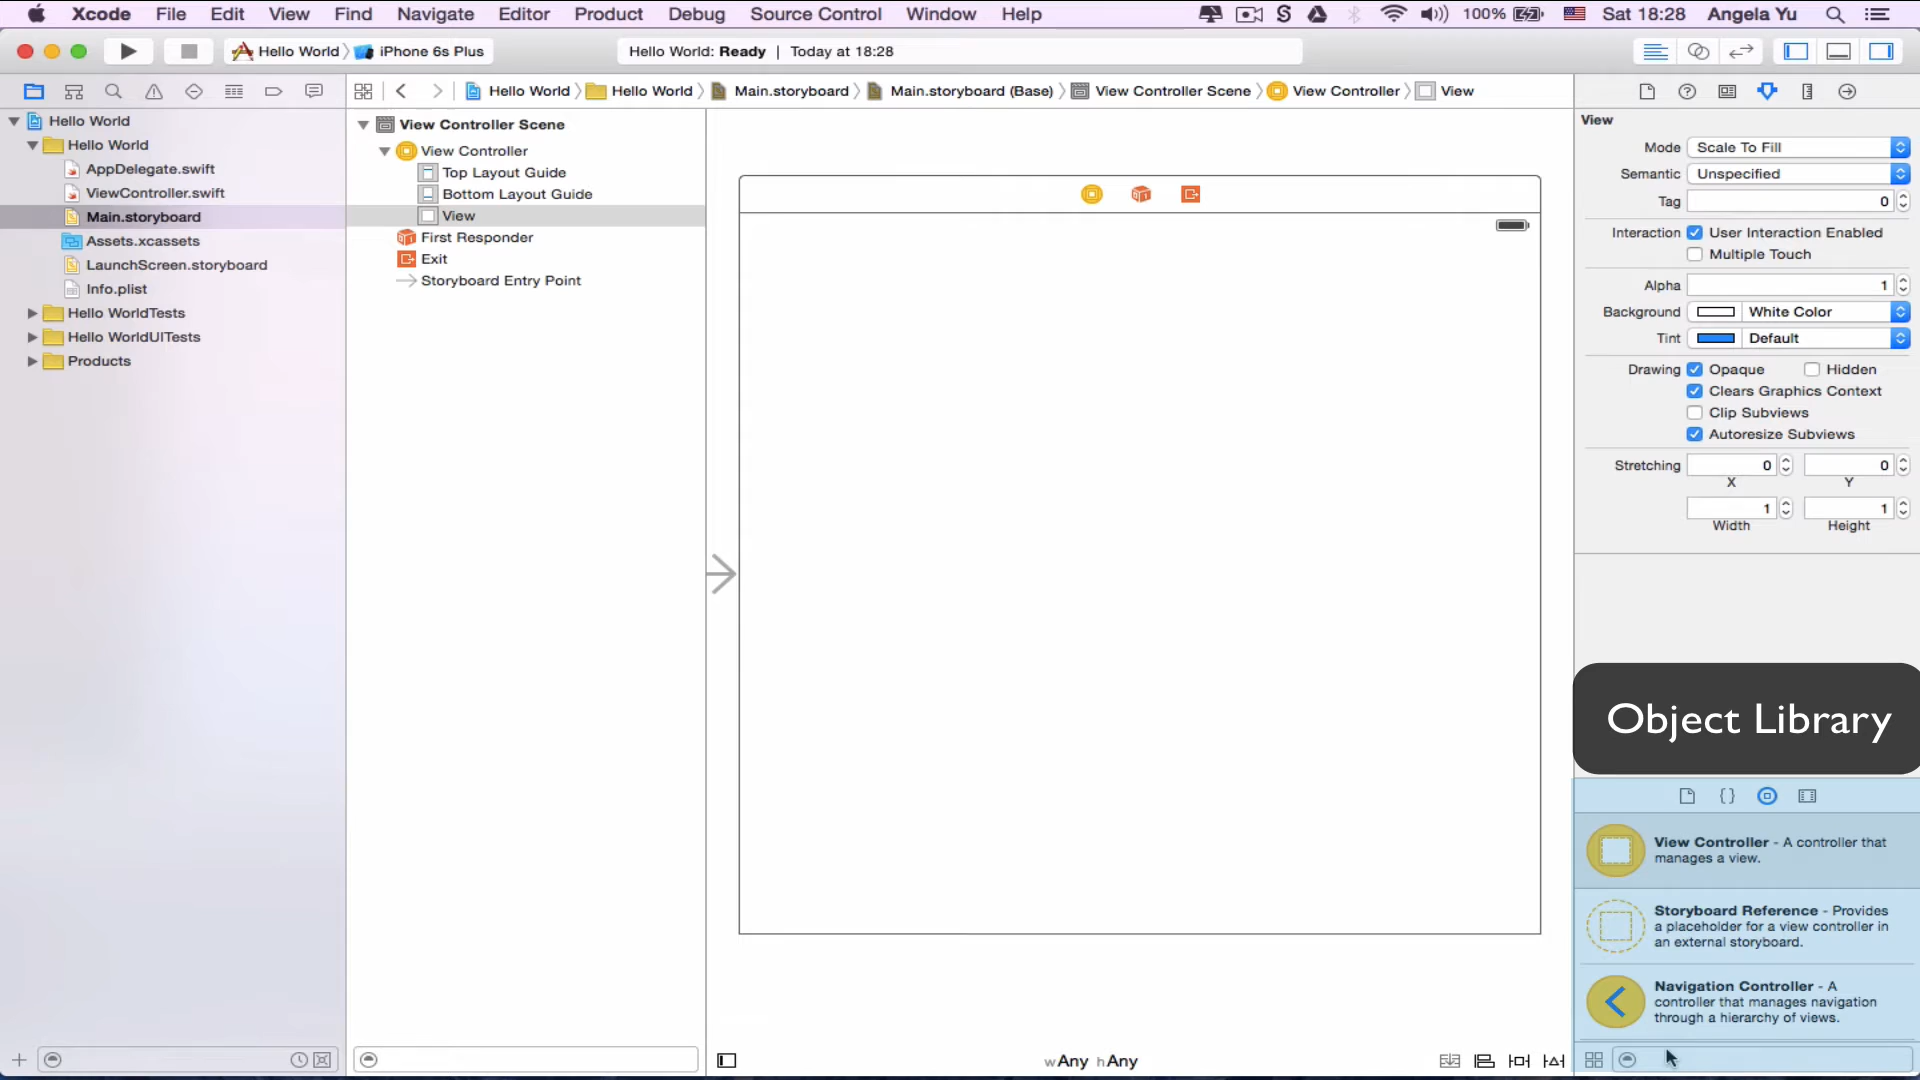 Xcode File Edit View Find Navigate Editor Product Debug Source Control Window Help 100% Sat 18:28 Angela Yu
Hello World iPhone 6s Plus Hello World: Ready | Today at 18:28
Hello World Hello World Main.storyboard Main.storyboard (Base) View Controller Scene View Controller View
Hello World
Hello World
AppDelegate.swift
ViewController.swift
Main.storyboard
Assets.xcassets
LaunchScreen.storyboard
Info.plist
Hello WorldTests
Hello WorldUITests
Products
View Controller Scene
View Controller
Top Layout Guide
Bottom Layout Guide
View
First Responder
Exit
Storyboard Entry Point
wAny hAny
View
Mode Scale To Fill
Semantic Unspecified
Tag 0
Interaction User Interaction Enabled
Multiple Touch
Alpha 1
Background White Color
Tint Default
Drawing Opaque Hidden
Clears Graphics Context
Clip Subviews
Autoresize Subviews
Stretching 0 0
X Y
1 1
Width Height
Object Library
{}
View Controller - A controller that
manages a view.
Storyboard Reference - Provides
a placeholder for a view controller in
an external storyboard.
Navigation Controller - A
controller that manages navigation
through a hierarchy of views.